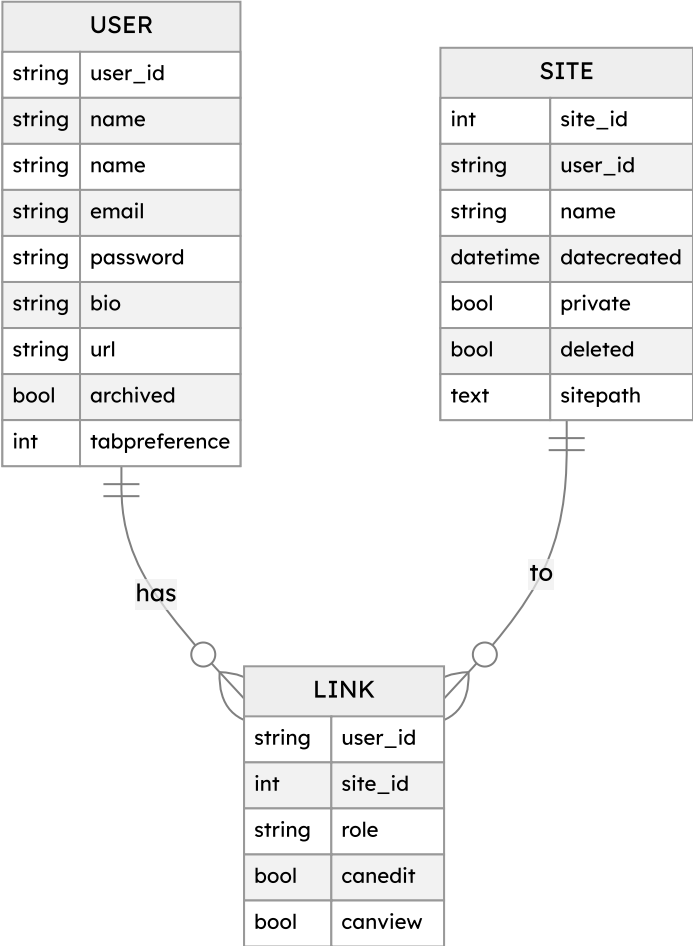 USER
string user_id
string name
string name
string email
string password
string bio
string url
bool archived
int tabpreference
SITE
int site_id
string user_id
string name
datetime datecreated
bool private
bool deleted
text sitepath
has
to
LINK
string user_id
int site_id
string role
bool canedit
bool canview